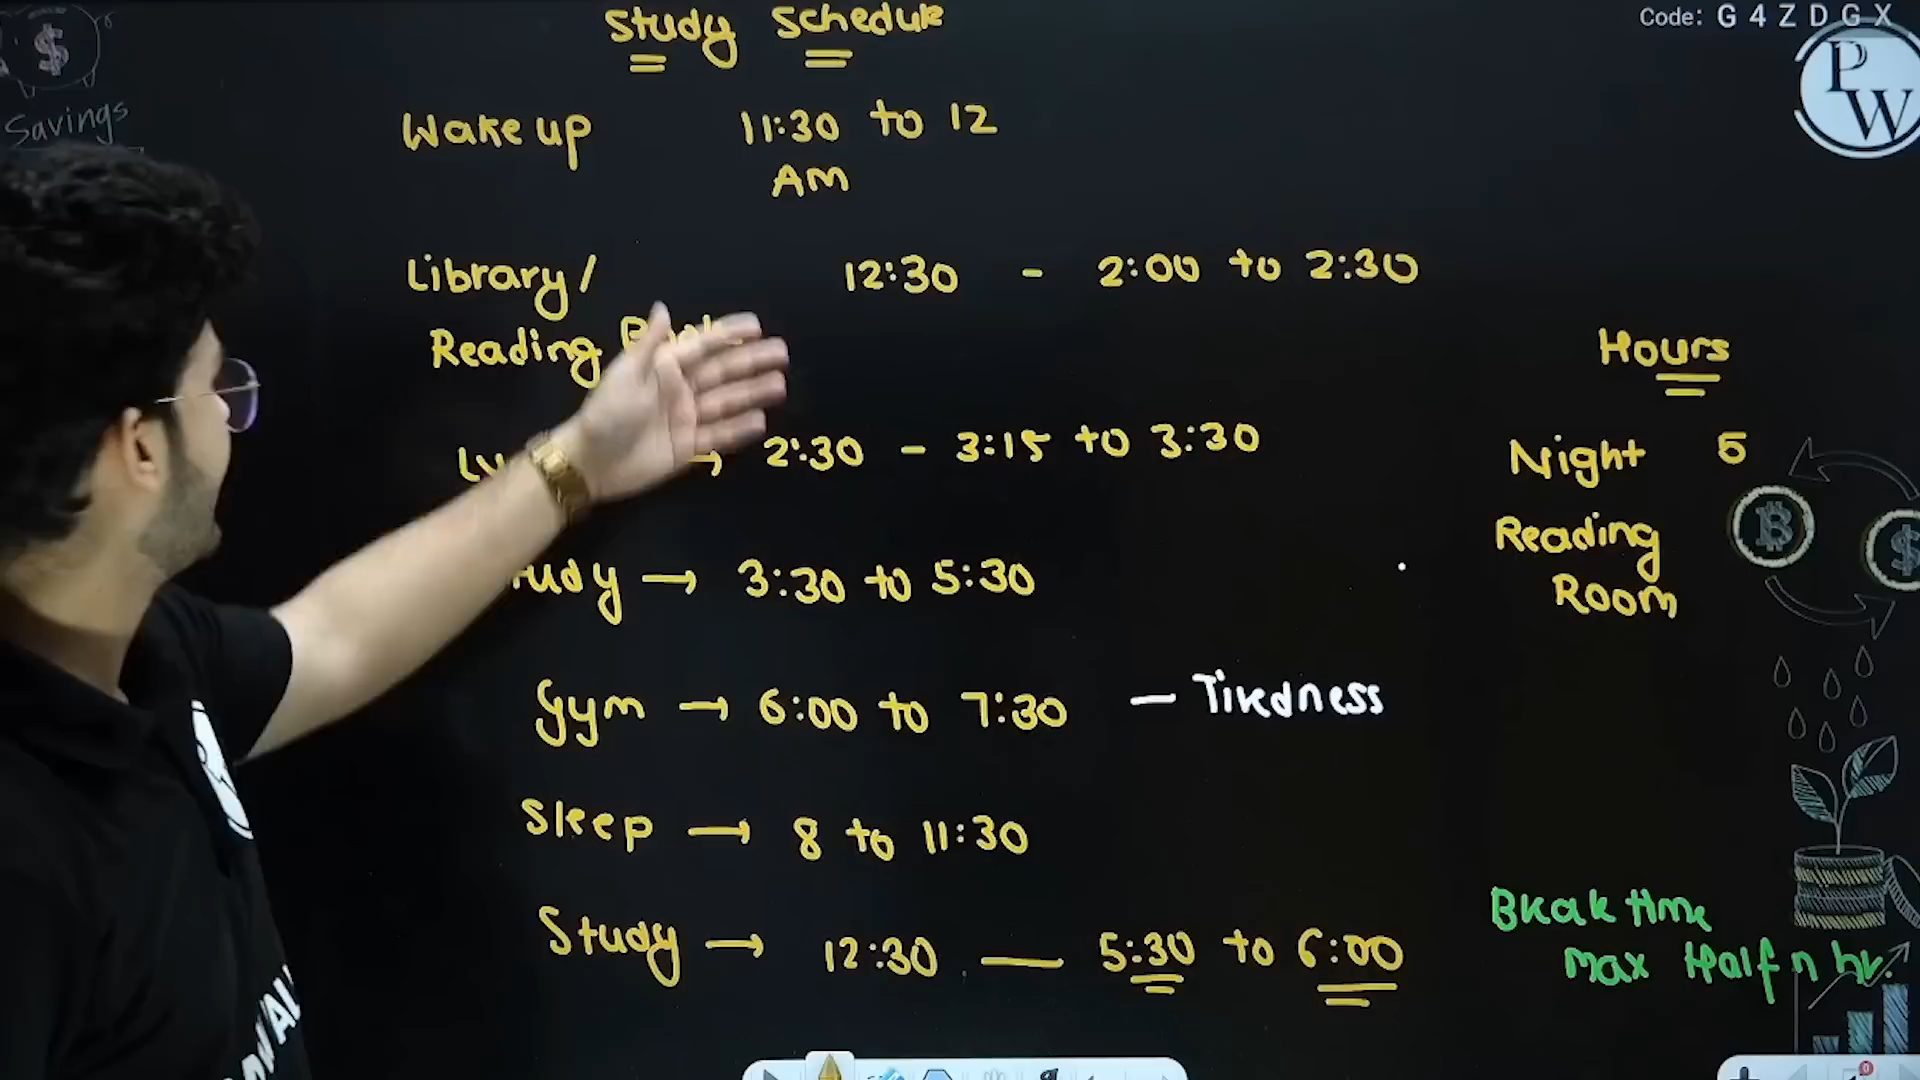 Code: G 4 Z D G X
PW
Savings
Study Schedule
Wake up 11:30 to 12
AM
Library/ 12:30 - 2:00 to 2:30
Reading
→ 2:30 - 3:15 to 3:30
→ 3:30 to 5:30
Gym → 6:00 to 7:30 — Tiredness
Sleep → 8 to 11:30
Study → 12:30 — 5:30 to 6:00
Hours
Night 5
Reading
Room
Break time
Max Half n hr.